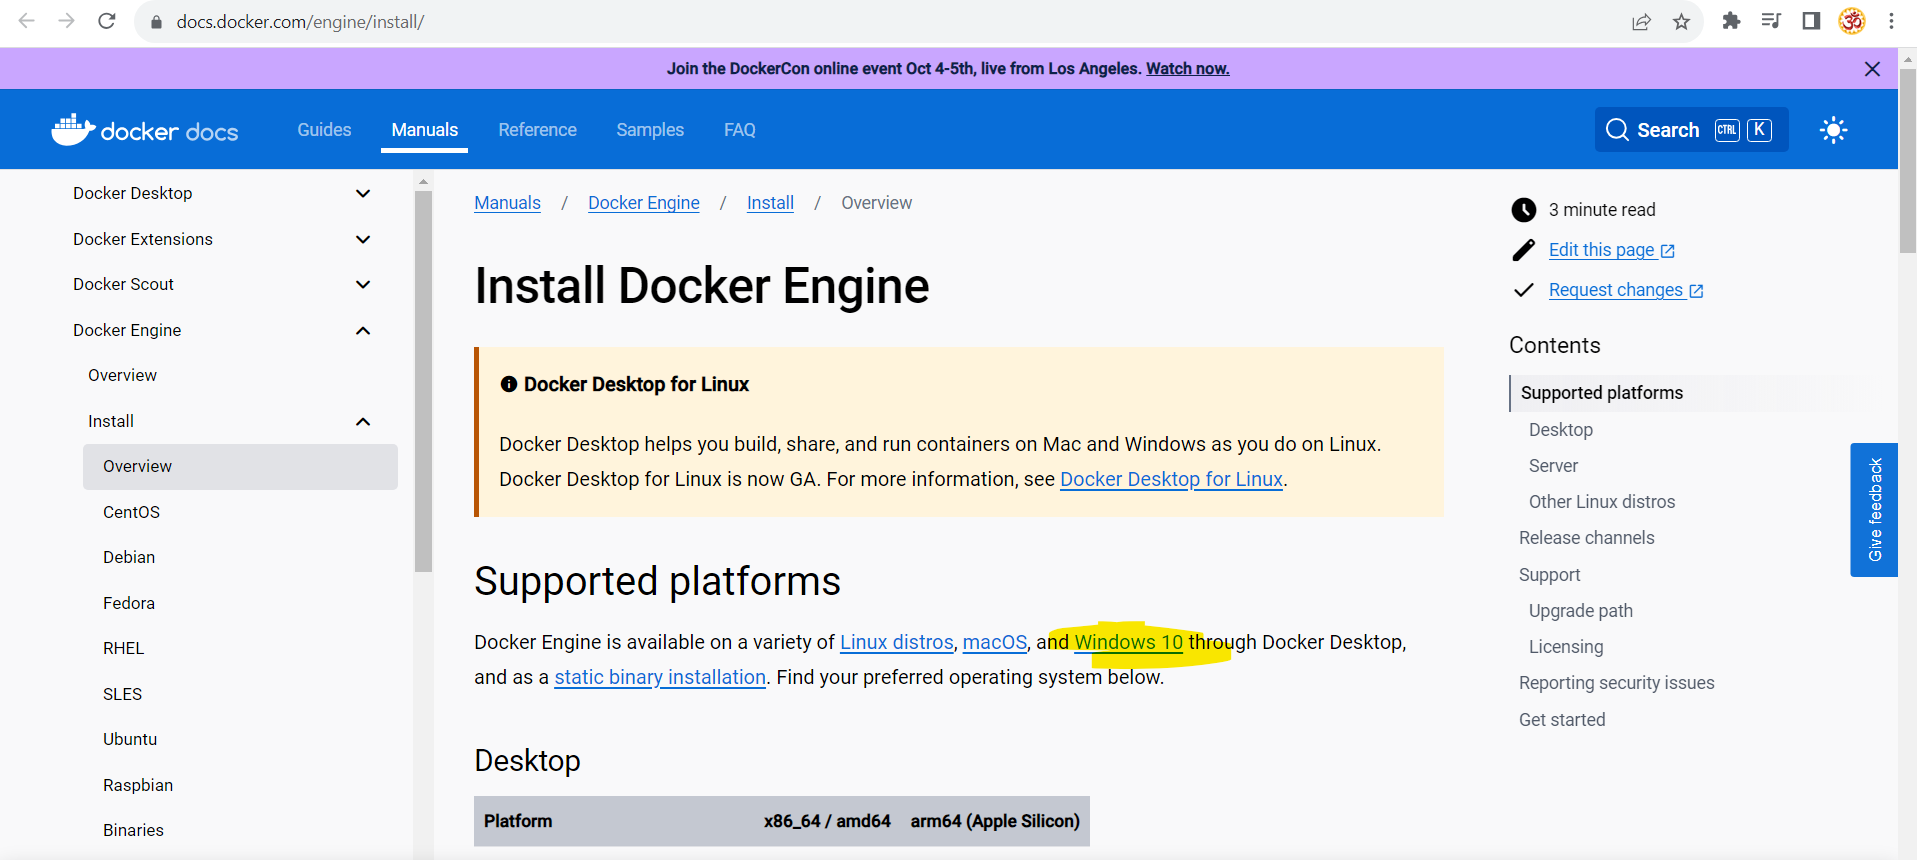 docs.docker.com/engine/install/
Join the DockerCon online event Oct 4-5th, live from Los Angeles. Watch now.
docker docs
Guides
Manuals
Reference
Samples
FAQ
Search CTRL K
Docker Desktop
Docker Extensions
Docker Scout
Docker Engine
Overview
Install
Overview
CentOS
Debian
Fedora
RHEL
SLES
Ubuntu
Raspbian
Binaries
Manuals / Docker Engine / Install / Overview
Install Docker Engine
Docker Desktop for Linux
Docker Desktop helps you build, share, and run containers on Mac and Windows as you do on Linux.
Docker Desktop for Linux is now GA. For more information, see Docker Desktop for Linux.
Supported platforms
Docker Engine is available on a variety of Linux distros, macOS, and Windows 10 through Docker Desktop,
and as a static binary installation. Find your preferred operating system below.
Desktop
Platform x86_64 / amd64 arm64 (Apple Silicon)
3 minute read
Edit this page
Request changes
Contents
Supported platforms
Desktop
Server
Other Linux distros
Release channels
Support
Upgrade path
Licensing
Reporting security issues
Get started
Give feedback